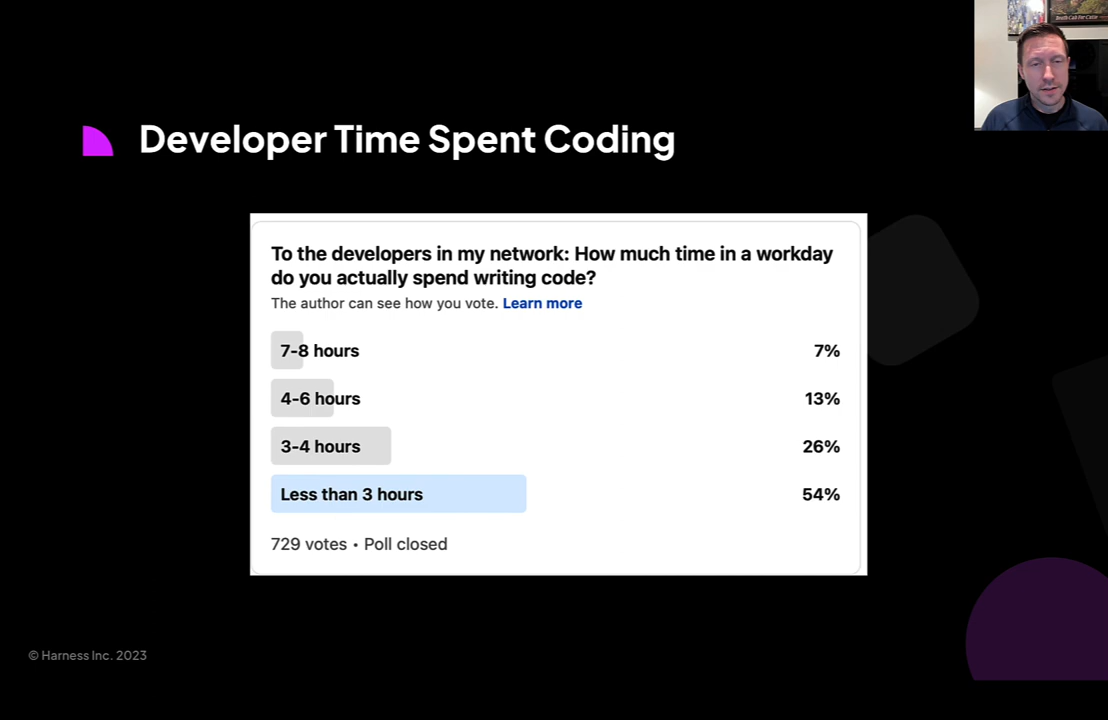 Developer Time Spent Coding
To the developers in my network: How much time in a workday
do you actually spend writing code?
The author can see how you vote. Learn more
7-8 hours 7%
4-6 hours 13%
3-4 hours 26%
Less than 3 hours 54%
729 votes • Poll closed
© Harness Inc. 2023